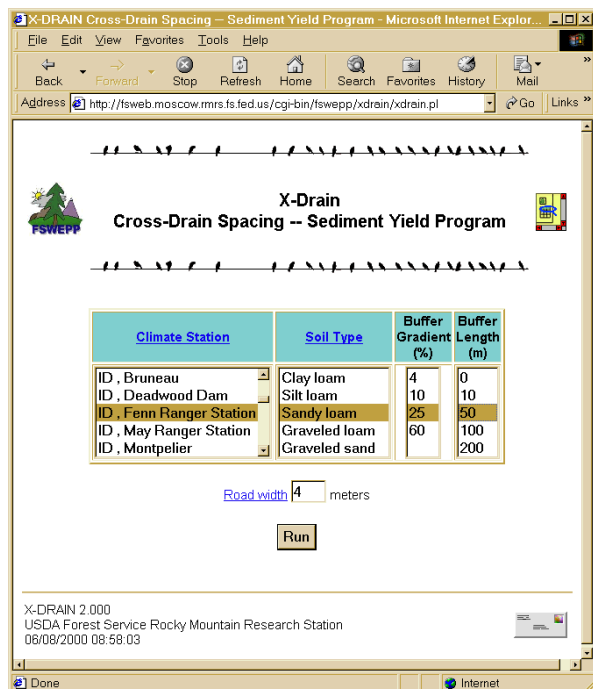 X-DRAIN Cross-Drain Spacing -- Sediment Yield Program - Microsoft Internet Explor...
File Edit View Favorites Tools Help
Back Forward Stop Refresh Home Search Favorites History Mail »
Address http://fsweb.moscow.rmrs.fs.fed.us/cgi-bin/fswepp/xdrain/xdrain.pl Go Links »
X-Drain
Cross-Drain Spacing -- Sediment Yield Program
FSWEPP
Climate Station Soil Type Buffer Gradient (%) Buffer Length (m)
ID , Bruneau Clay loam 4 0
ID , Deadwood Dam Silt loam 10 10
ID , Fenn Ranger Station Sandy loam 25 50
ID , May Ranger Station Graveled loam 60 100
ID , Montpelier Graveled sand 200
Road width 4 meters
Run
X-DRAIN 2.000
USDA Forest Service Rocky Mountain Research Station
06/08/2000 08:58:03
Done Internet